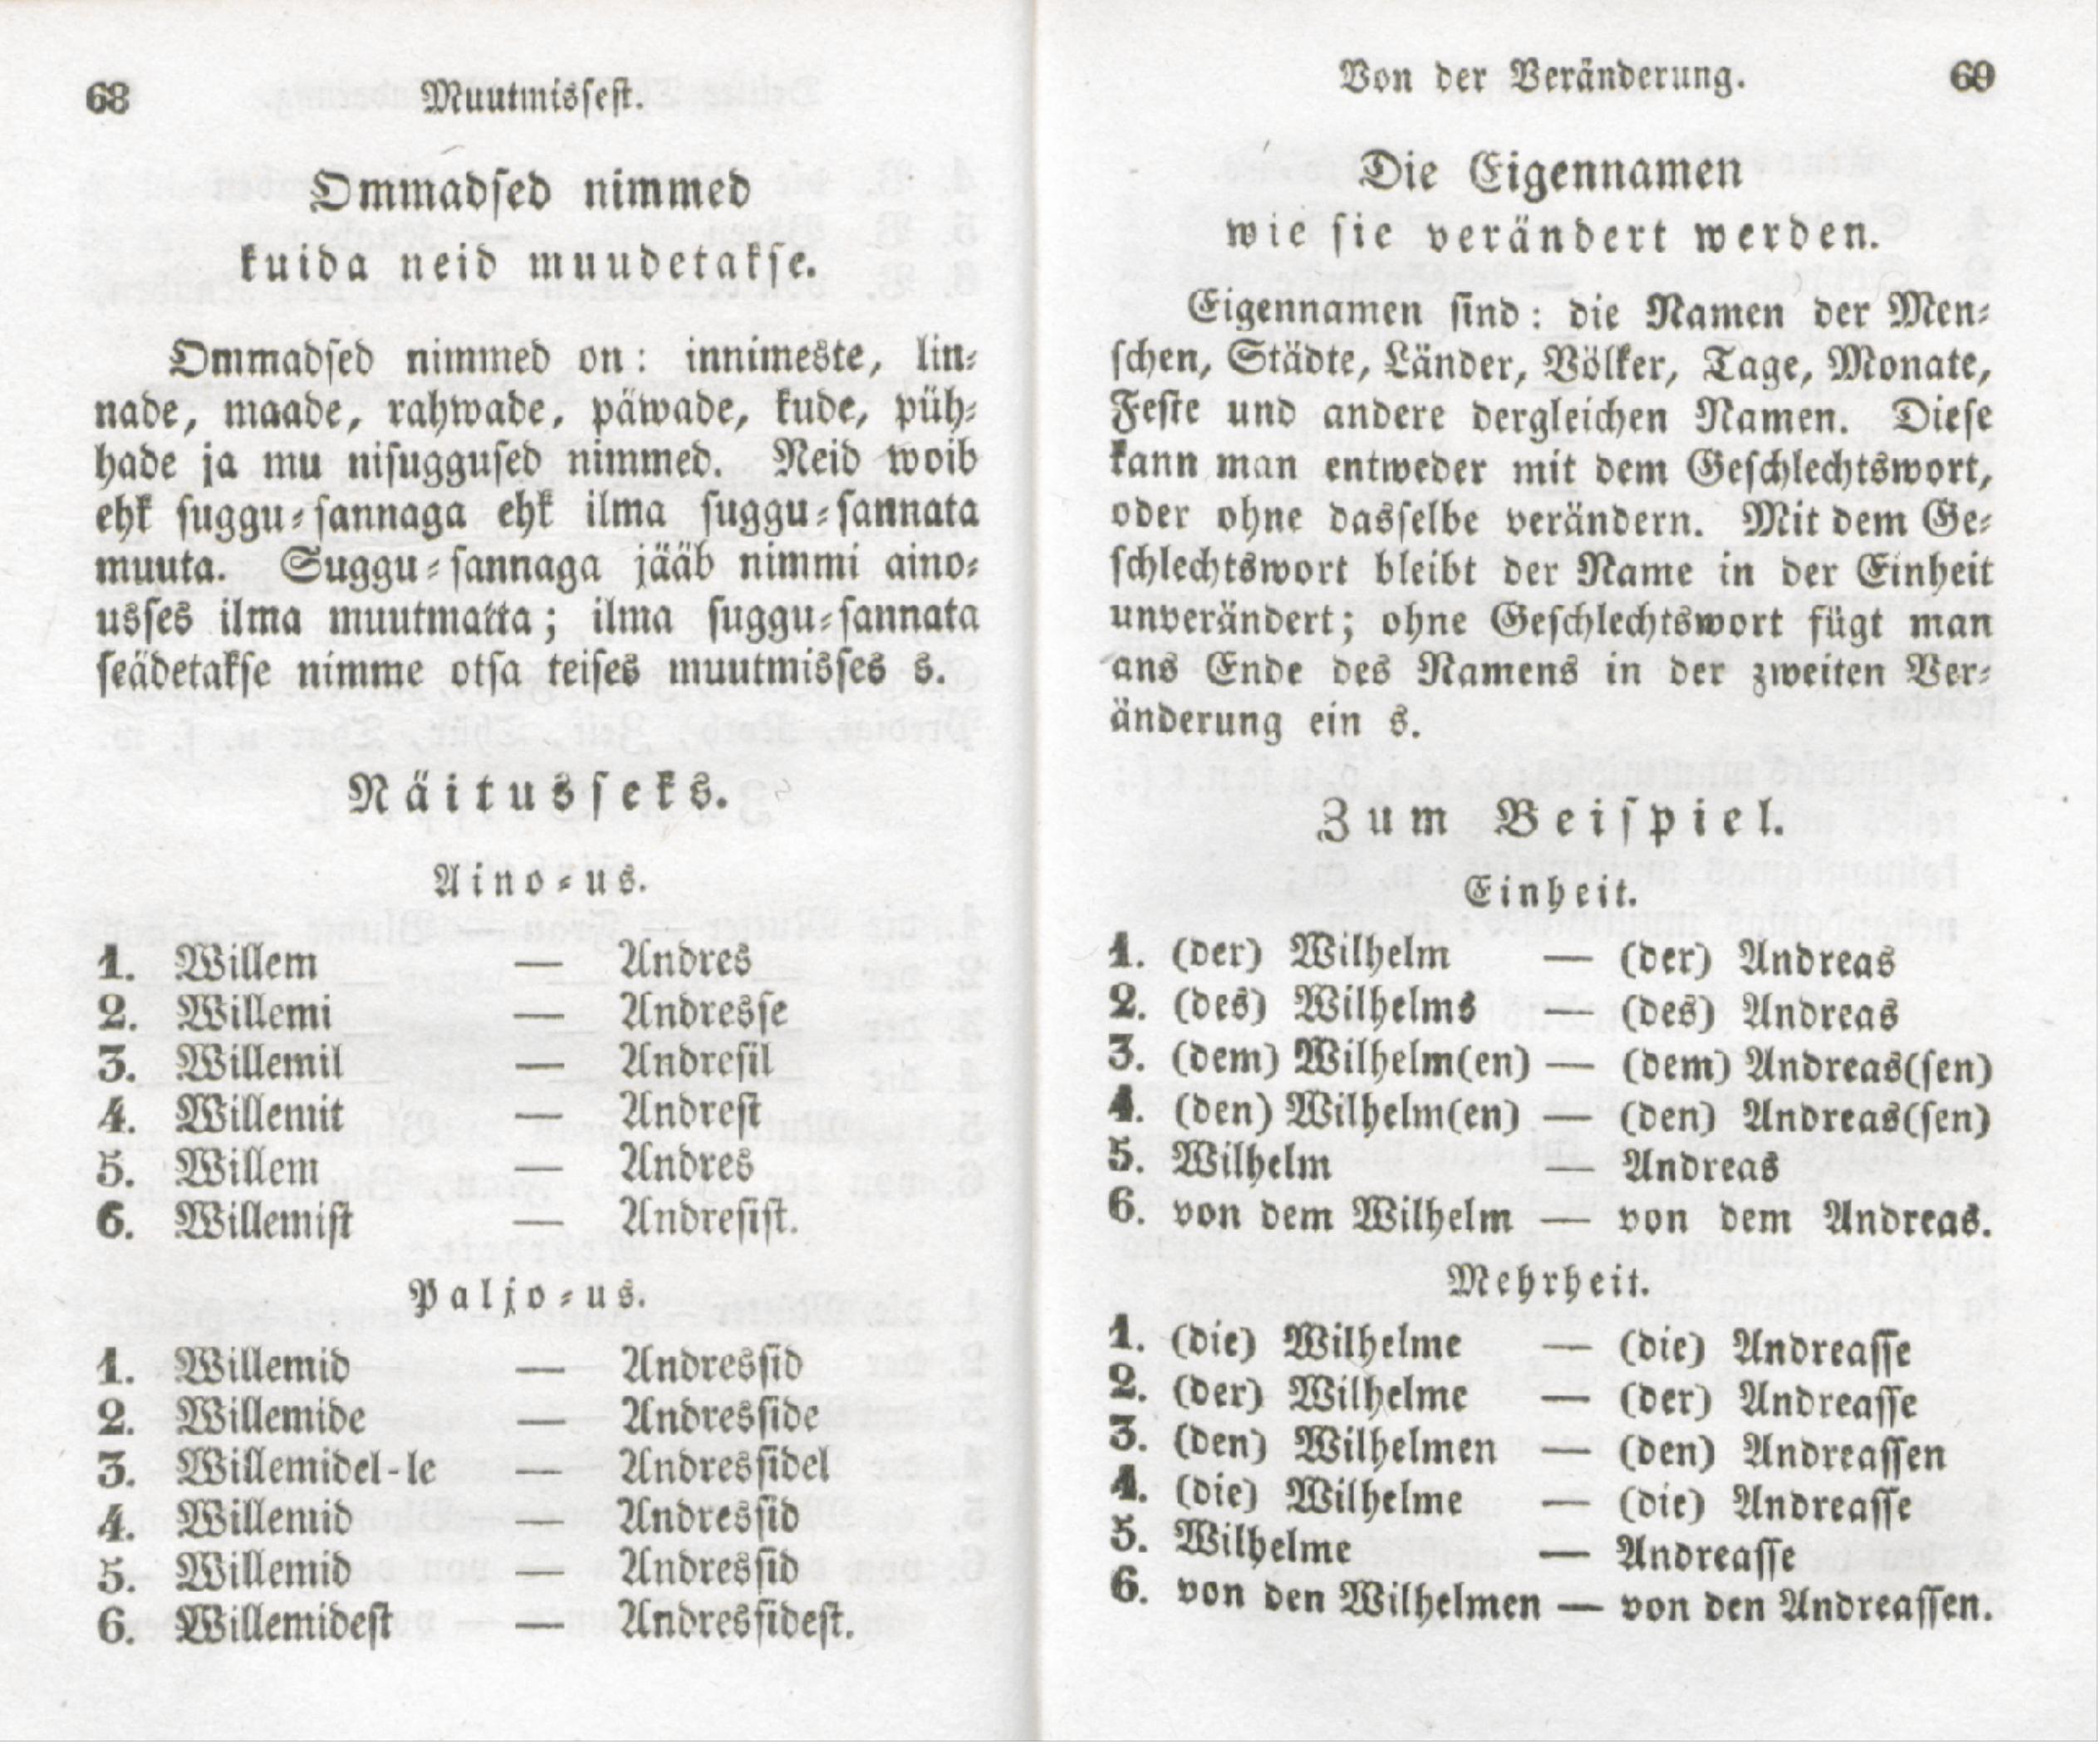 68 Muutmissest.
Ommadsed nimmed
kuida neid muudetakse.
Ommadsed nimmed on: innimeste, lin-
nade, maade, rahwade, päwade, kude, püh-
hade ja mu nisuggused nimmed. Neid woib
ehk suggu-sannaga ehk ilma suggu-sannata
muuta. Suggu-sannaga jääb nimmi aino-
usses ilma muutmatta; ilma suggu-sannata
seädetakse nimme otsa teises muutmisses s.
Näitusseks.
Aino-us.
1. Willem — Andres
2. Willemi — Andresse
3. Willemil — Andresil
4. Willemit — Andrest
5. Willem — Andres
6. Willemist — Andresist.
Paljo-us.
1. Willemid — Andressid
2. Willemide — Andresside
3. Willemidel-le — Andressidel
4. Willemid — Andressid
5. Willemid — Andressid
6. Willemidest — Andressidest.
Von der Veränderung. 69
Die Eigennamen
wie sie verändert werden.
Eigennamen sind: die Namen der Men-
schen, Städte, Länder, Völker, Tage, Monate,
Feste und andere dergleichen Namen. Diese
kann man entweder mit dem Geschlechtswort,
oder ohne dasselbe verändern. Mit dem Ge-
schlechtswort bleibt der Name in der Einheit
unverändert; ohne Geschlechtswort fügt man
ans Ende des Namens in der zweiten Ver-
änderung ein s.
Zum Beispiel.
Einheit.
1. (der) Wilhelm — (der) Andreas
2. (des) Wilhelms — (des) Andreas
3. (dem) Wilhelm(en) — (dem) Andreas(sen)
4. (den) Wilhelm(en) — (den) Andreas(sen)
5. Wilhelm — Andreas
6. von dem Wilhelm — von dem Andreas.
Mehrheit.
1. (die) Wilhelme — (die) Andreasse
2. (der) Wilhelme — (der) Andreasse
3. (den) Wilhelmen — (den) Andreassen
4. (die) Wilhelme — (die) Andreasse
5. Wilhelme — Andreasse
6. von den Wilhelmen — von den Andreassen.